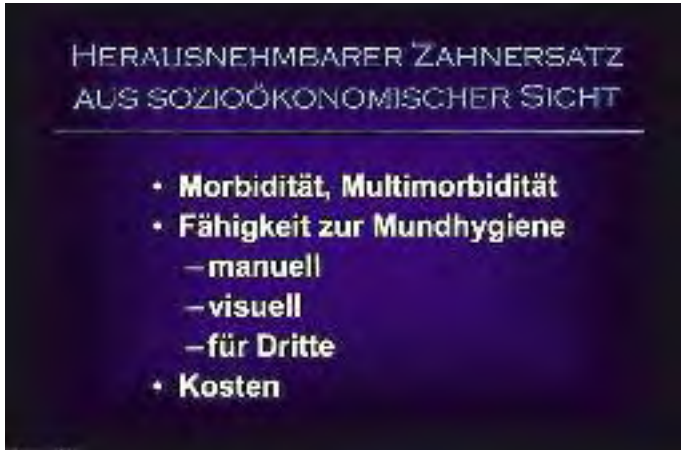 HERAUSNEHMBARER ZAHNERSATZ
AUS SOZIOÖKONOMISCHER SICHT
• Morbidität, Multimorbidität
• Fähigkeit zur Mundhygiene
–manuell
–visuell
–für Dritte
• Kosten